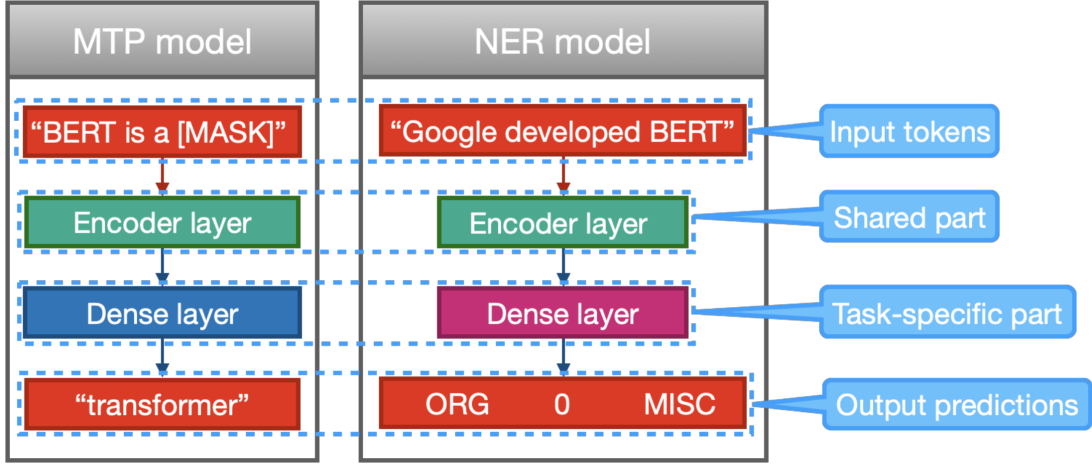 MTP model
NER model
“BERT is a [MASK]”
“Google developed BERT”
Input tokens
Encoder layer
Encoder layer
Shared part
Dense layer
Dense layer
Task-specific part
“transformer”
ORG 0 MISC
Output predictions